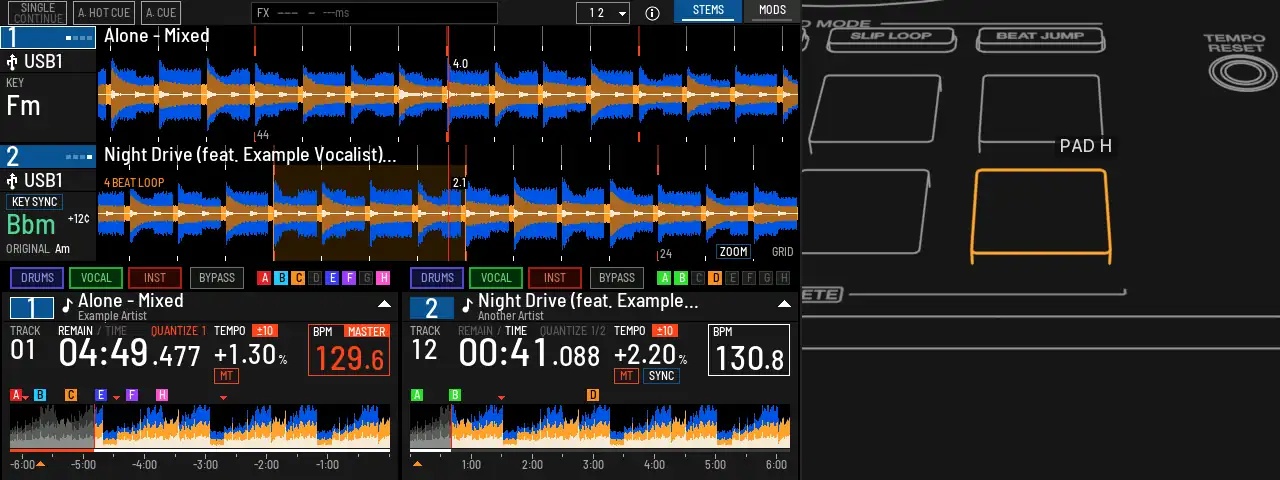 SINGLE
CONTINUE
A. HOT CUE
A. CUE
FX --- - ---ms
1 2
STEMS
MODS
1
Alone - Mixed
USB1
KEY
Fm
4.0
44
2
Night Drive (feat. Example Vocalist)...
USB1
4 BEAT LOOP
2.1
KEY SYNC
Bbm
+12¢
ORIGINAL Am
24
ZOOM
GRID
DRUMS
VOCAL
INST
BYPASS
A B C D E F G H
DRUMS
VOCAL
INST
BYPASS
A B C D E F G H
1
Alone - Mixed
Example Artist
TRACK
01
REMAIN / TIME
QUANTIZE 1
04:49.477
TEMPO
±10
+1.30%
MT
BPM
MASTER
129.6
A B C E F H
-6:00 -5:00 -4:00 -3:00 -2:00 -1:00
2
Night Drive (feat. Example...
Another Artist
TRACK
12
REMAIN / TIME
QUANTIZE 1/2
00:41.088
TEMPO
±10
+2.20%
MT
SYNC
BPM
130.8
A B D
1:00 2:00 3:00 4:00 5:00 6:00
D MODE
SLIP LOOP
BEAT JUMP
TEMPO
RESET
PAD H
ETE